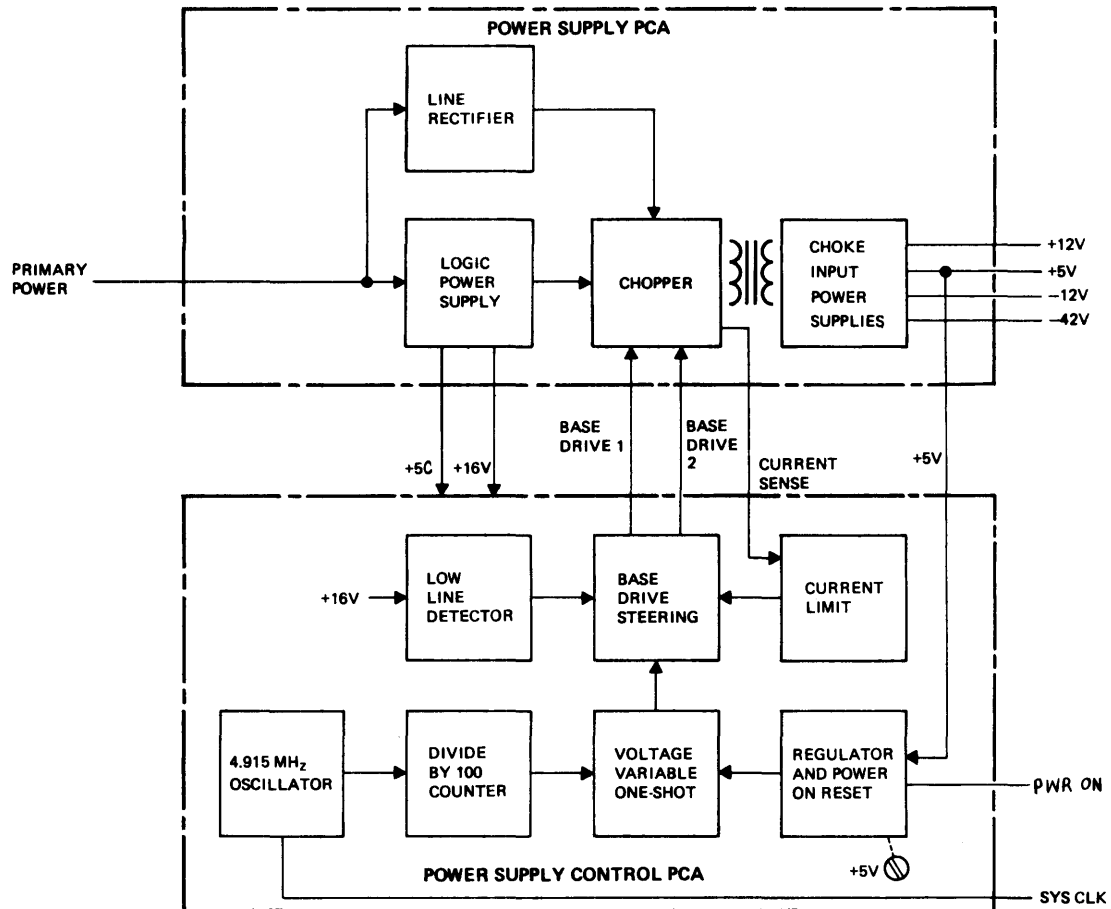 POWER SUPPLY PCA
LINE
RECTIFIER
PRIMARY
POWER
LOGIC
POWER
SUPPLY
CHOPPER
CHOKE
INPUT
POWER
SUPPLIES
+12V
+5V
-12V
-42V
+5C
+16V
BASE
DRIVE 1
BASE
DRIVE
2
CURRENT
SENSE
+5V
+16V
LOW
LINE
DETECTOR
BASE
DRIVE
STEERING
CURRENT
LIMIT
4.915 MHz
OSCILLATOR
DIVIDE
BY 100
COUNTER
VOLTAGE
VARIABLE
ONE-SHOT
REGULATOR
AND POWER
ON RESET
PWR ON
+5V
POWER SUPPLY CONTROL PCA
SYS CLK